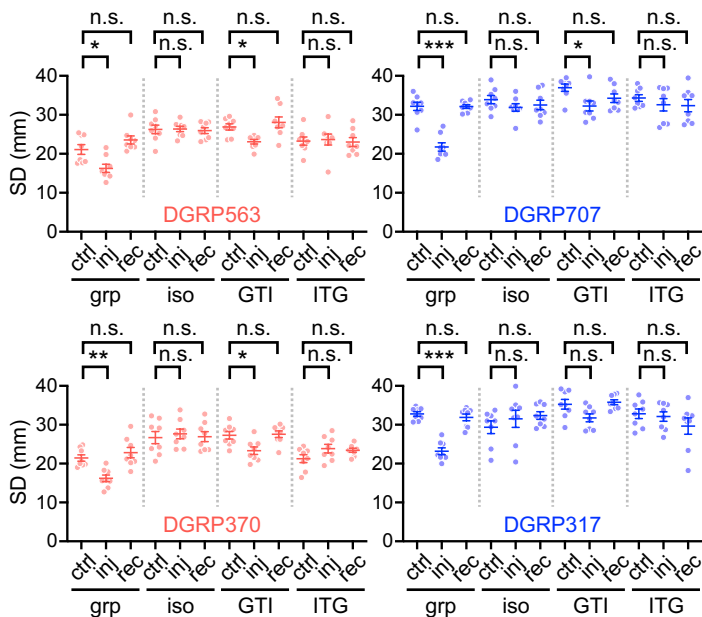 n.s. n.s. n.s. n.s.
* n.s. * n.s.
40
30
20
10
0
SD (mm)
DGRP563
ctrl inj rec ctrl inj rec ctrl inj rec ctrl inj rec
grp iso GTI ITG
n.s. n.s. n.s. n.s.
*** n.s. * n.s.
40
30
20
10
0
SD (mm)
DGRP707
ctrl inj rec ctrl inj rec ctrl inj rec ctrl inj rec
grp iso GTI ITG
n.s. n.s. n.s. n.s.
** n.s. * n.s.
40
30
20
10
0
SD (mm)
DGRP370
ctrl inj rec ctrl inj rec ctrl inj rec ctrl inj rec
grp iso GTI ITG
n.s. n.s. n.s. n.s.
*** n.s. n.s. n.s.
40
30
20
10
0
SD (mm)
DGRP317
ctrl inj rec ctrl inj rec ctrl inj rec ctrl inj rec
grp iso GTI ITG